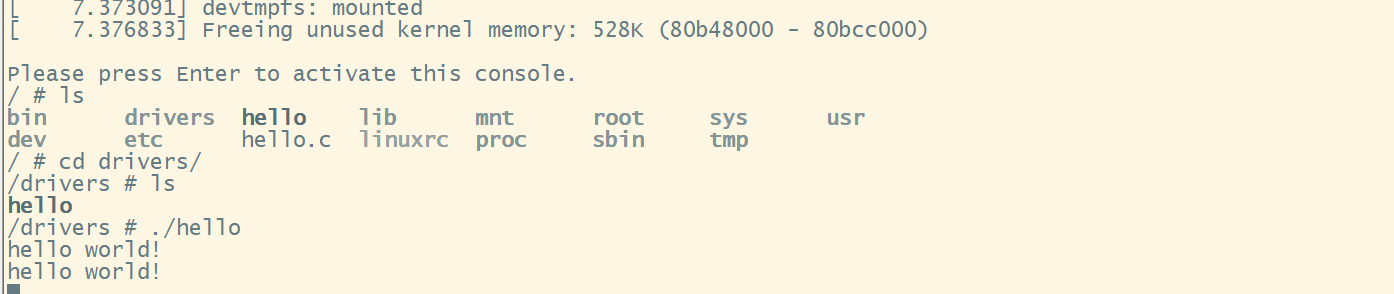 [    7.373091] devtmpfs: mounted
[    7.376833] Freeing unused kernel memory: 528K (80b48000 - 80bcc000)
Please press Enter to activate this console.
/ # ls
bin      drivers  hello    lib      mnt      root     sys      usr
dev      etc      hello.c  linuxrc  proc     sbin     tmp
/ # cd drivers/
/drivers # ls
hello
/drivers # ./hello
hello world!
hello world!